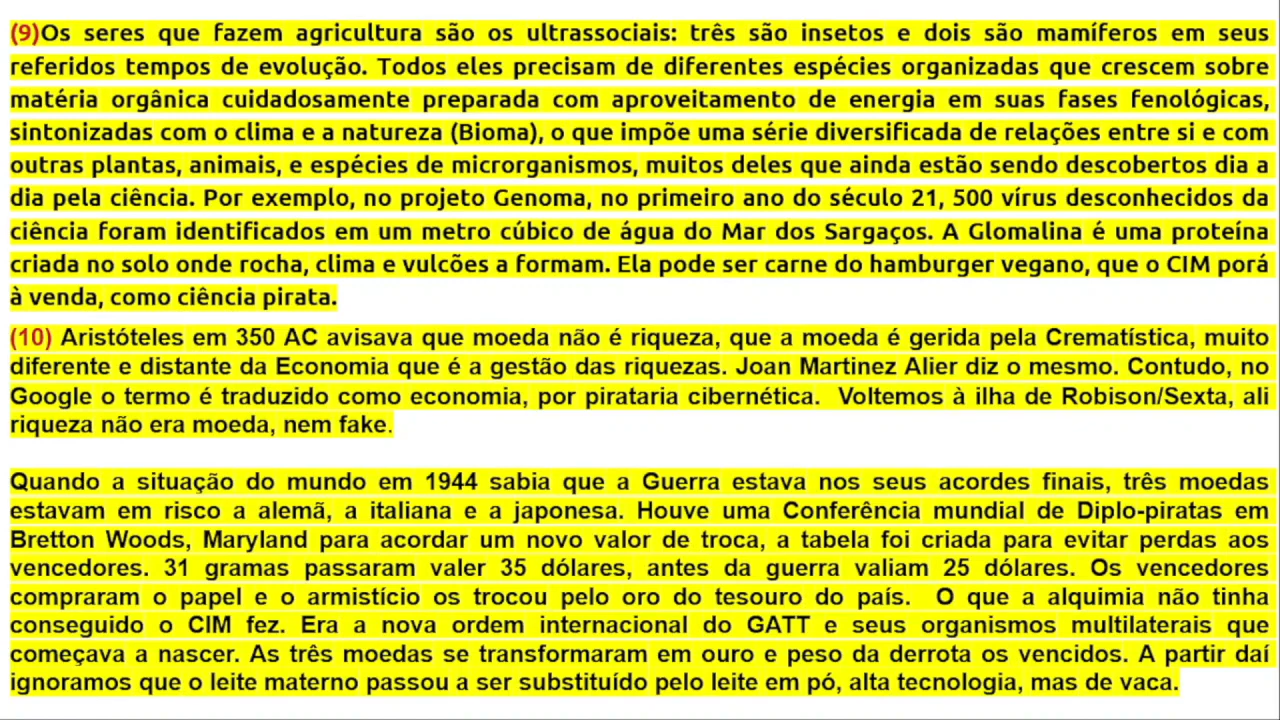 (9)Os seres que fazem agricultura são os ultrassociais: três são insetos e dois são mamíferos em seus
referidos tempos de evolução. Todos eles precisam de diferentes espécies organizadas que crescem sobre
matéria orgânica cuidadosamente preparada com aproveitamento de energia em suas fases fenológicas,
sintonizadas com o clima e a natureza (Bioma), o que impõe uma série diversificada de relações entre si e com
outras plantas, animais, e espécies de microrganismos, muitos deles que ainda estão sendo descobertos dia a
dia pela ciência. Por exemplo, no projeto Genoma, no primeiro ano do século 21, 500 vírus desconhecidos da
ciência foram identificados em um metro cúbico de água do Mar dos Sargaços. A Glomalina é uma proteína
criada no solo onde rocha, clima e vulcões a formam. Ela pode ser carne do hamburger vegano, que o CIM porá
à venda, como ciência pirata.
(10) Aristóteles em 350 AC avisava que moeda não é riqueza, que a moeda é gerida pela Crematística, muito
diferente e distante da Economia que é a gestão das riquezas. Joan Martinez Alier diz o mesmo. Contudo, no
Google o termo é traduzido como economia, por pirataria cibernética. Voltemos à ilha de Robison/Sexta, ali
riqueza não era moeda, nem fake.
Quando a situação do mundo em 1944 sabia que a Guerra estava nos seus acordes finais, três moedas
estavam em risco a alemã, a italiana e a japonesa. Houve uma Conferência mundial de Diplo-piratas em
Bretton Woods, Maryland para acordar um novo valor de troca, a tabela foi criada para evitar perdas aos
vencedores. 31 gramas passaram valer 35 dólares, antes da guerra valiam 25 dólares. Os vencedores
compraram o papel e o armistício os trocou pelo oro do tesouro do país. O que a alquimia não tinha
conseguido o CIM fez. Era a nova ordem internacional do GATT e seus organismos multilaterais que
começava a nascer. As três moedas se transformaram em ouro e peso da derrota os vencidos. A partir daí
ignoramos que o leite materno passou a ser substituído pelo leite em pó, alta tecnologia, mas de vaca.